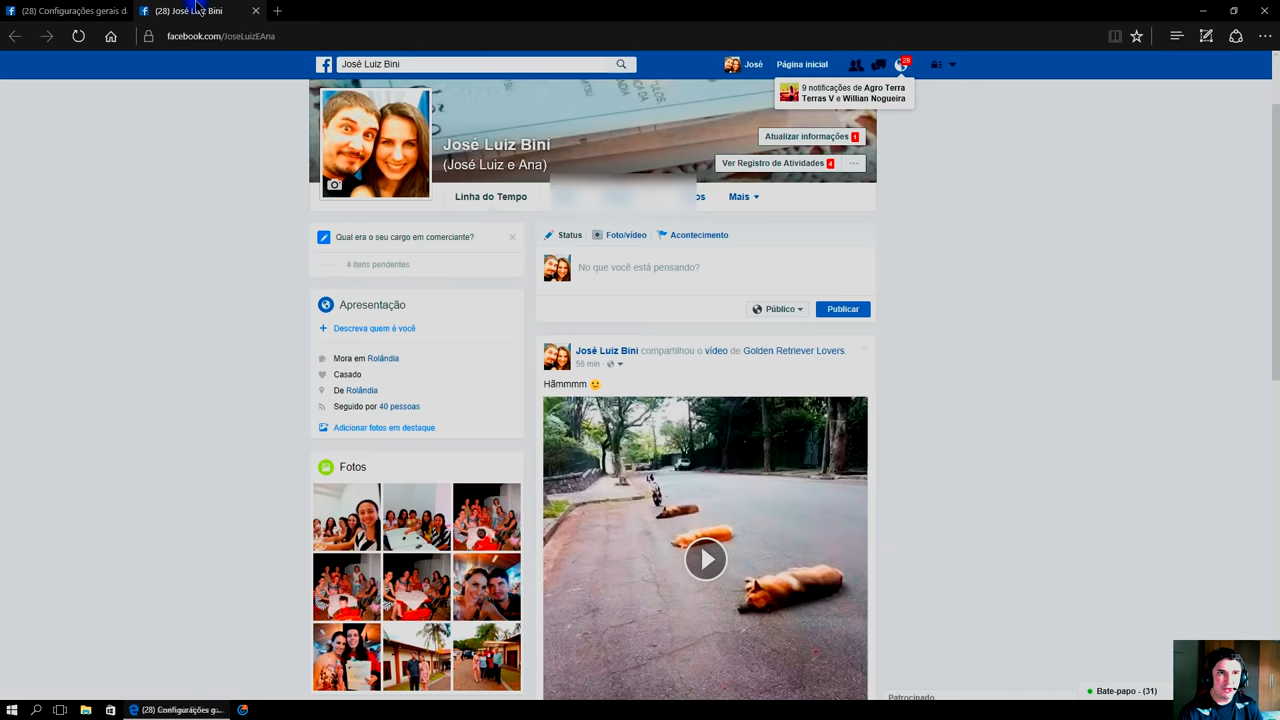 (28) Configurações gerais d
(28) José Luiz Bini
facebook.com/JoseLuizEAna
José Luiz Bini
José
Página inicial
28
9 notificações de Agro Terra
Terras V e Willian Nogueira
José Luiz Bini
(José Luiz e Ana)
Atualizar informações 1
Ver Registro de Atividades 4
Linha do Tempo
os
Mais
Qual era o seu cargo em comerciante?
4 itens pendentes
Apresentação
Descreva quem é você
Mora em Rolândia
Casado
De Rolândia
Seguido por 40 pessoas
Adicionar fotos em destaque
Fotos
Status
Foto/vídeo
Acontecimento
No que você está pensando?
Público
Publicar
José Luiz Bini compartilhou o vídeo de Golden Retriever Lovers.
56 min
Hãmmmm
Patrocinado
Bate-papo - (31)
(28) Configurações g...